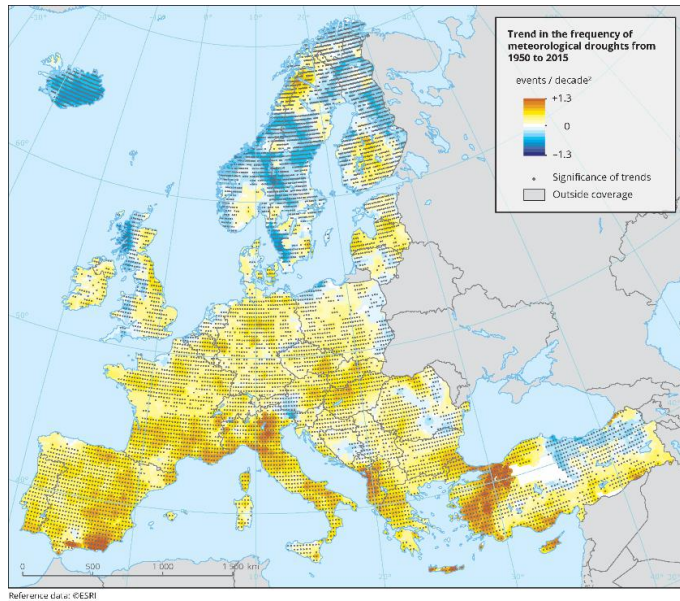 Trend in the frequency of
meteorological droughts from
1950 to 2015
events / decade²
+1.3
0
−1.3
Significance of trends
Outside coverage
0 500 1 000 1 500 km
Reference data: ©ESRI